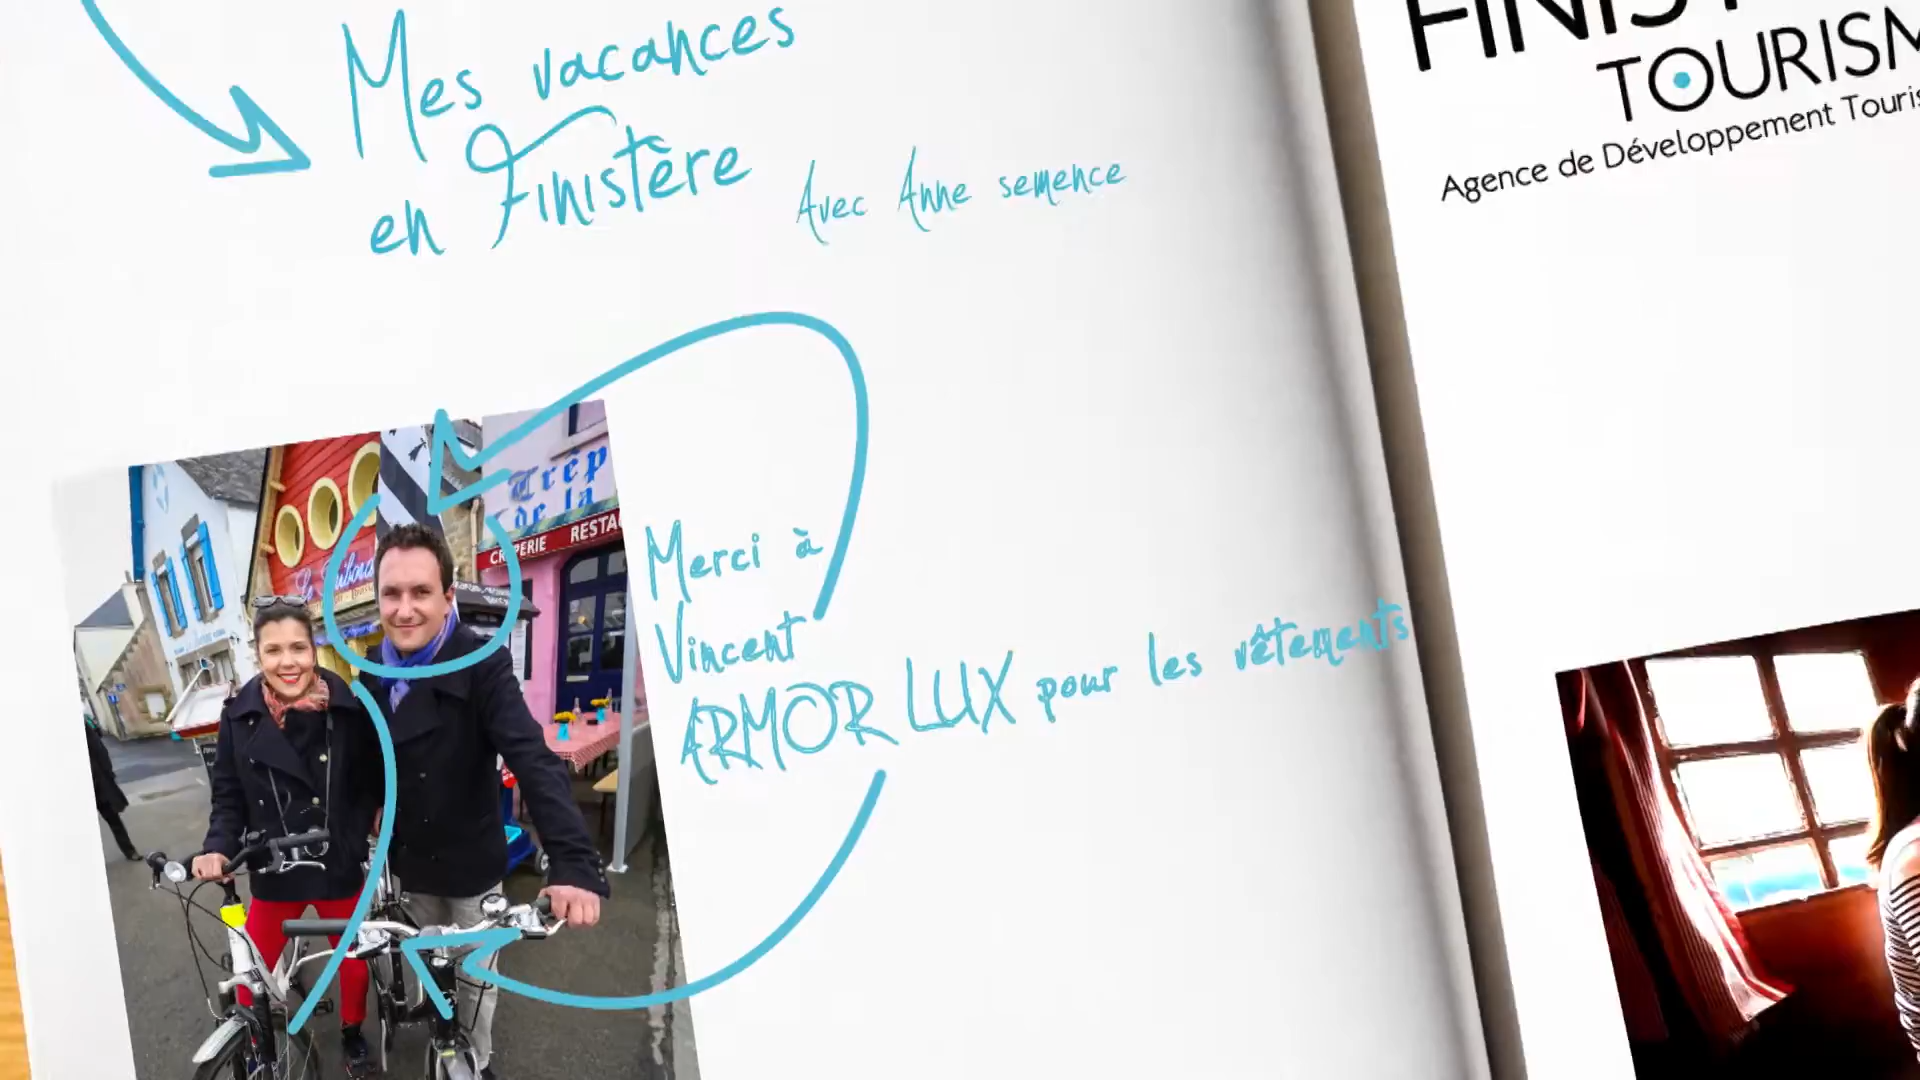 Mes vacances
en Finistère
Avec Anne semence
Merci à
Vincent
ARMOR LUX pour les vêtements
CRÊPERIE RESTA
Crêp
de la
TOURISM
Agence de Développement Touris